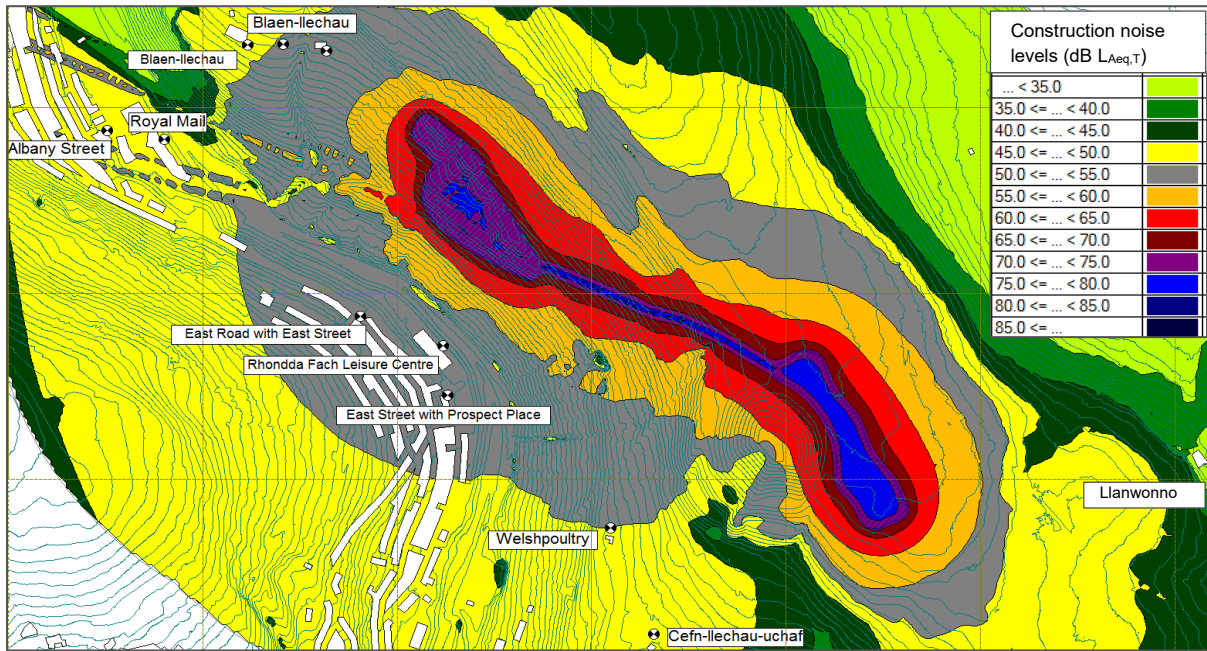 Blaen-llechau
Blaen-llechau
Royal Mail
Albany Street
East Road with East Street
Rhondda Fach Leisure Centre
East Street with Prospect Place
Welshpoultry
Cefn-llechau-uchaf
Llanwonno
Construction noise
levels (dB LAeq,T)
... < 35.0
35.0 <= ... < 40.0
40.0 <= ... < 45.0
45.0 <= ... < 50.0
50.0 <= ... < 55.0
55.0 <= ... < 60.0
60.0 <= ... < 65.0
65.0 <= ... < 70.0
70.0 <= ... < 75.0
75.0 <= ... < 80.0
80.0 <= ... < 85.0
85.0 <= ...